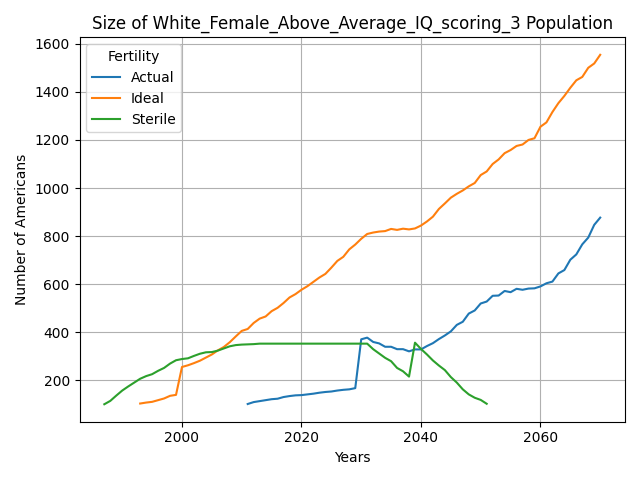 Size of White_Female_Above_Average_IQ_scoring_3 Population
1600
1400
1200
1000
800
600
400
200
Number of Americans
Fertility
Actual
Ideal
Sterile
2000
2020
2040
2060
Years